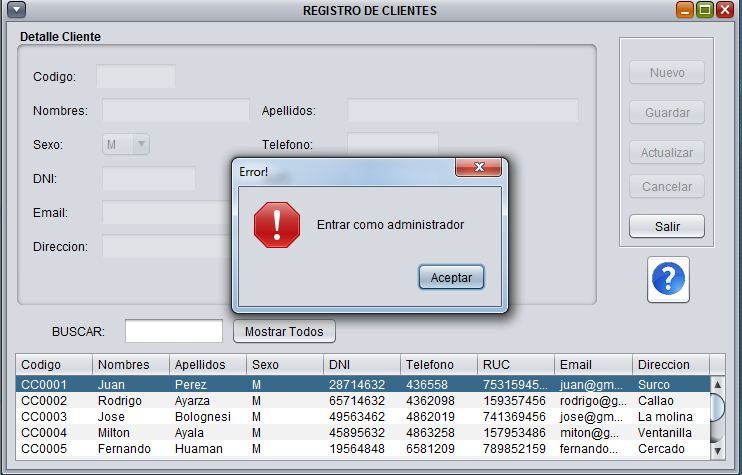 REGISTRO DE CLIENTES
Detalle Cliente
Codigo:
Nombres:
Apellidos:
Sexo:
M
Telefono:
DNI:
Email:
Direccion:
Nuevo
Guardar
Actualizar
Cancelar
Salir
Error!
Entrar como administrador
Aceptar
BUSCAR:
Mostrar Todos
Codigo Nombres Apellidos Sexo DNI Telefono RUC Email Direccion
CC0001 Juan Perez M 28714632 436558 75315945... juan@gm... Surco
CC0002 Rodrigo Ayarza M 65714632 4362098 159357456 rodrigo@g... Callao
CC0003 Jose Bolognesi M 49563462 4862019 741369456 jose@gm... La molina
CC0004 Milton Ayala M 45895632 4863258 157953486 miton@g... Ventanilla
CC0005 Fernando Huaman M 19564848 6581209 789852159 fernando... Cercado